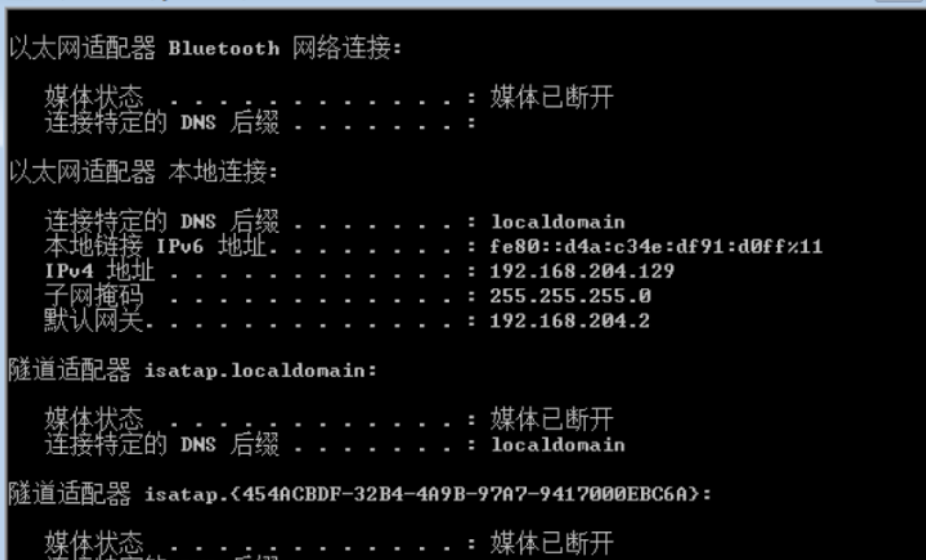 以太网适配器 Bluetooth 网络连接:
媒体状态 . . . . . . . . . . . . : 媒体已断开
连接特定的 DNS 后缀 . . . . . . . :
以太网适配器 本地连接:
连接特定的 DNS 后缀 . . . . . . . : localdomain
本地链接 IPv6 地址. . . . . . . . : fe80::d4a:c34e:df91:d0ff%11
IPv4 地址 . . . . . . . . . . . . : 192.168.204.129
子网掩码 . . . . . . . . . . . . : 255.255.255.0
默认网关. . . . . . . . . . . . . : 192.168.204.2
隧道适配器 isatap.localdomain:
媒体状态 . . . . . . . . . . . . : 媒体已断开
连接特定的 DNS 后缀 . . . . . . . : localdomain
隧道适配器 isatap.{454ACBDF-32B4-4A9B-97A7-9417000EBC6A}:
媒体状态 . . . . . . . . . . . . : 媒体已断开